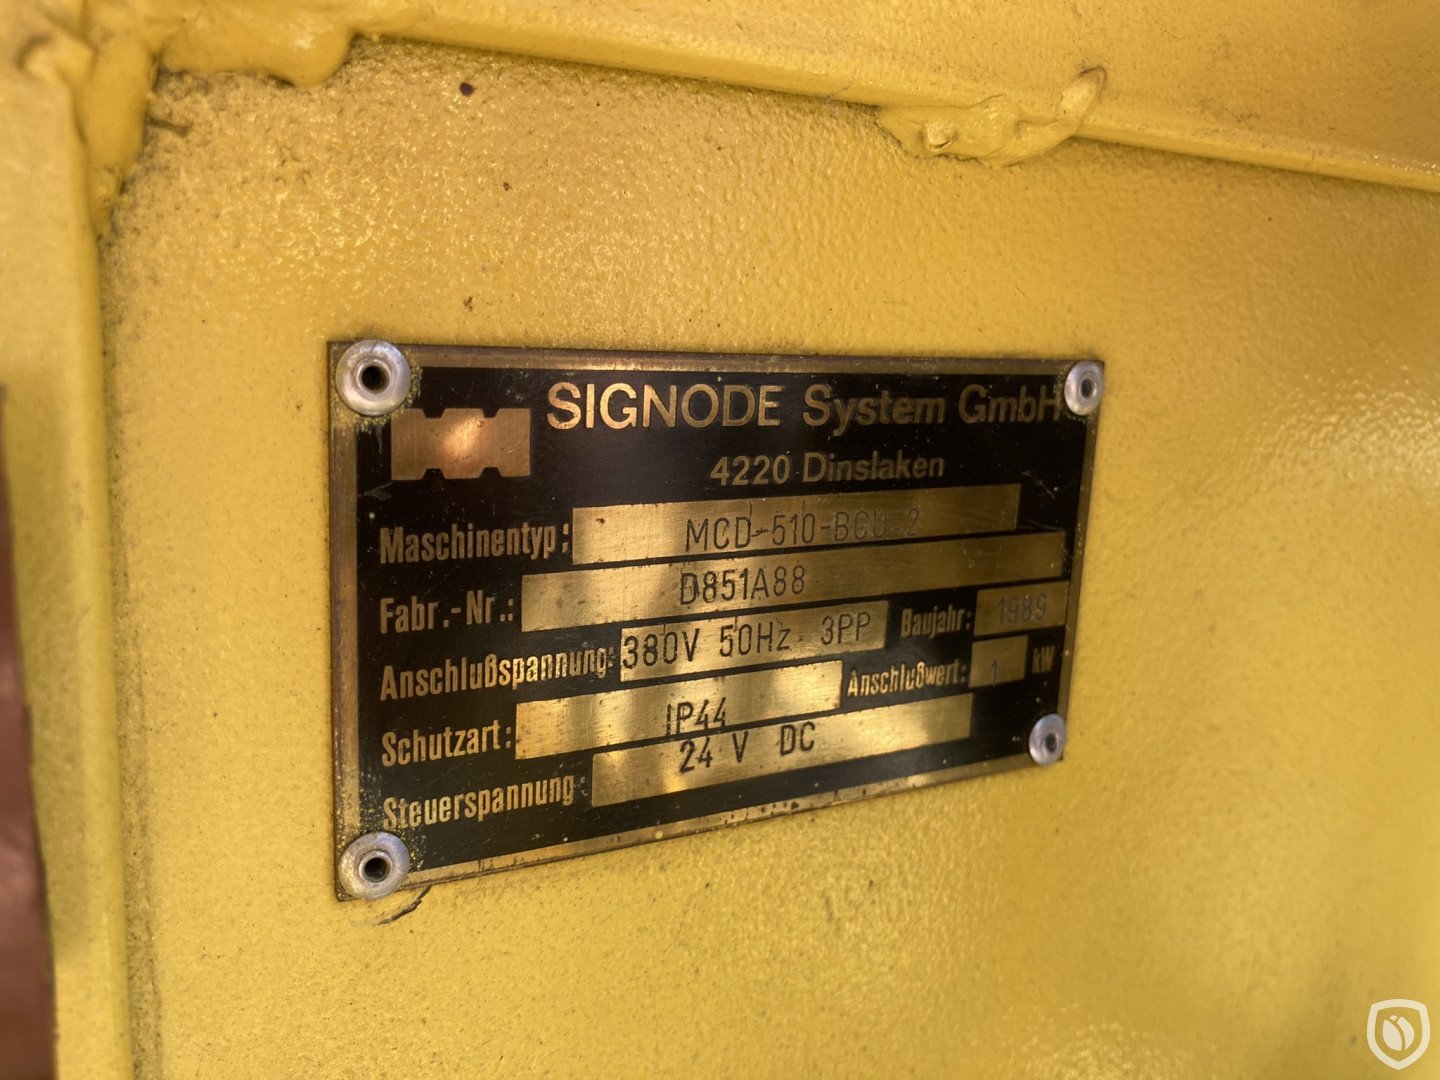 SIGNODE System GmbH
4220 Dinslaken
Maschinentyp: MCD-510-BCU-2
Fabr.-Nr.: D851A88
Anschlußspannung: 380V 50Hz 3PP Baujahr: 1989
Schutzart: IP44 Anschlußwert: 1 kW
Steuerspannung: 24 V DC